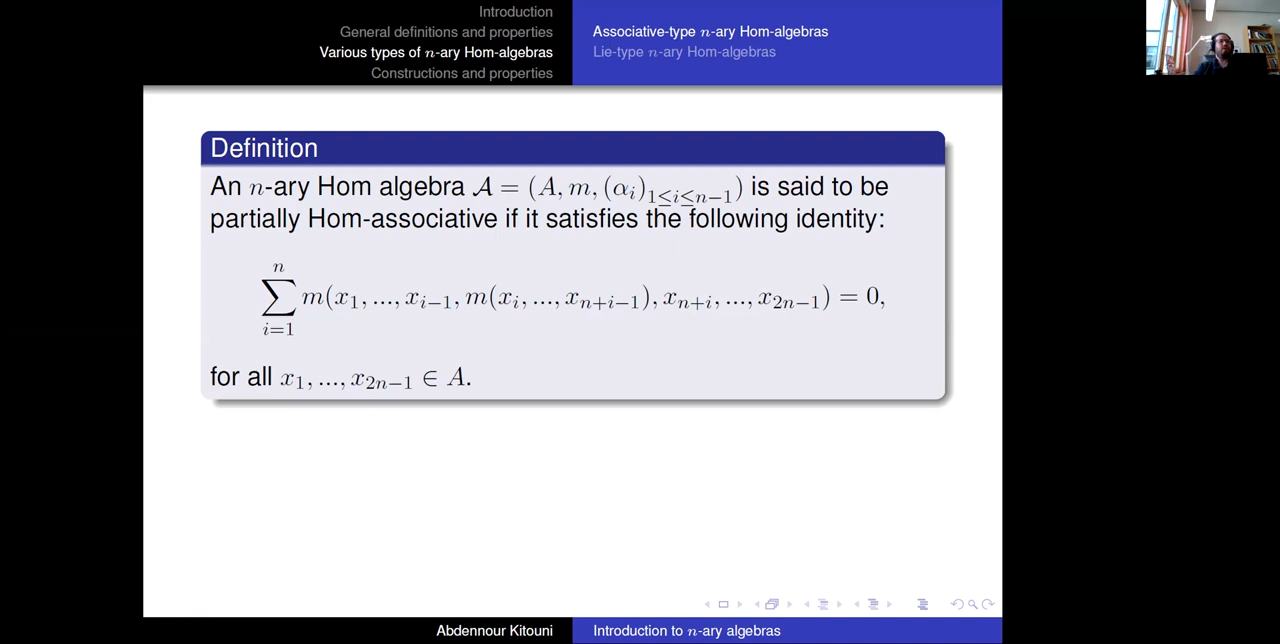 Introduction
General definitions and properties
Various types of n-ary Hom-algebras
Constructions and properties
Associative-type n-ary Hom-algebras
Lie-type n-ary Hom-algebras
Definition
An n-ary Hom algebra 𝒜 = (A, m, (α_i)_{1≤i≤n−1}) is said to be
partially Hom-associative if it satisfies the following identity:
\sum_{i=1}^{n} m(x_1, ..., x_{i−1}, m(x_i, ..., x_{n+i−1}), x_{n+i}, ..., x_{2n−1}) = 0,
for all x_1, ..., x_{2n−1} ∈ A.
Abdennour Kitouni
Introduction to n-ary algebras